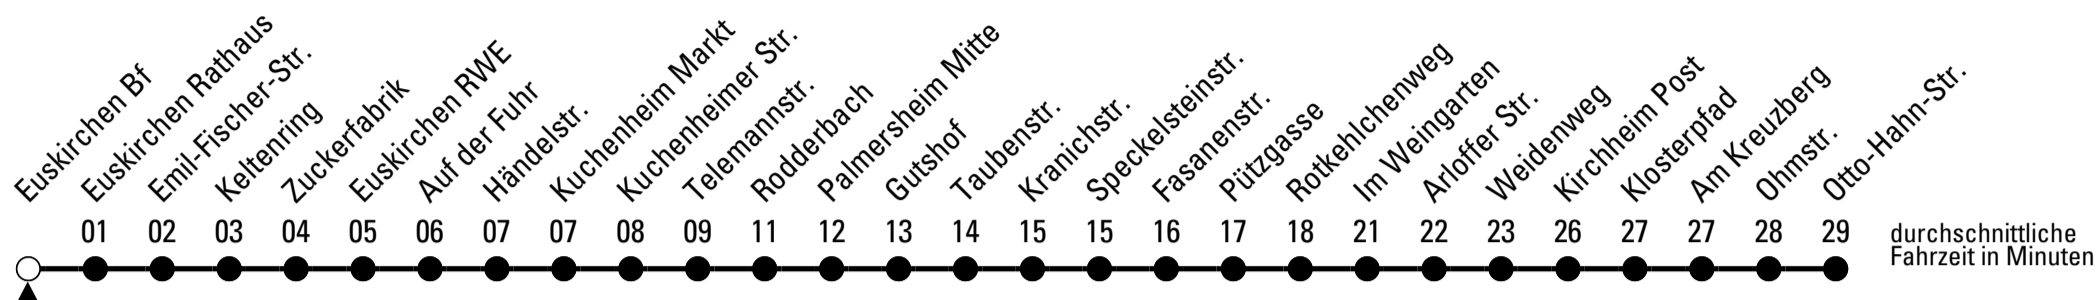 Euskirchen Bf
Euskirchen Rathaus
Emil-Fischer-Str.
Keltenring
Zuckerfabrik
Euskirchen RWE
Auf der Fuhr
Händelstr.
Kuchenheim Markt
Kuchenheimer Str.
Telemannstr.
Rodderbach
Palmersheim Mitte
Gutshof
Taubenstr.
Kranichstr.
Speckelsteinstr.
Fasanenstr.
Pützgasse
Rotkehlchenweg
Im Weingarten
Arloffer Str.
Weidenweg
Kirchheim Post
Klosterpfad
Am Kreuzberg
Ohmstr.
Otto-Hahn-Str.
01 02 03 04 05 06 07 07 08 09 11 12 13 14 15 15 16 17 18 21 22 23 26 27 27 28 29
durchschnittliche
Fahrzeit in Minuten